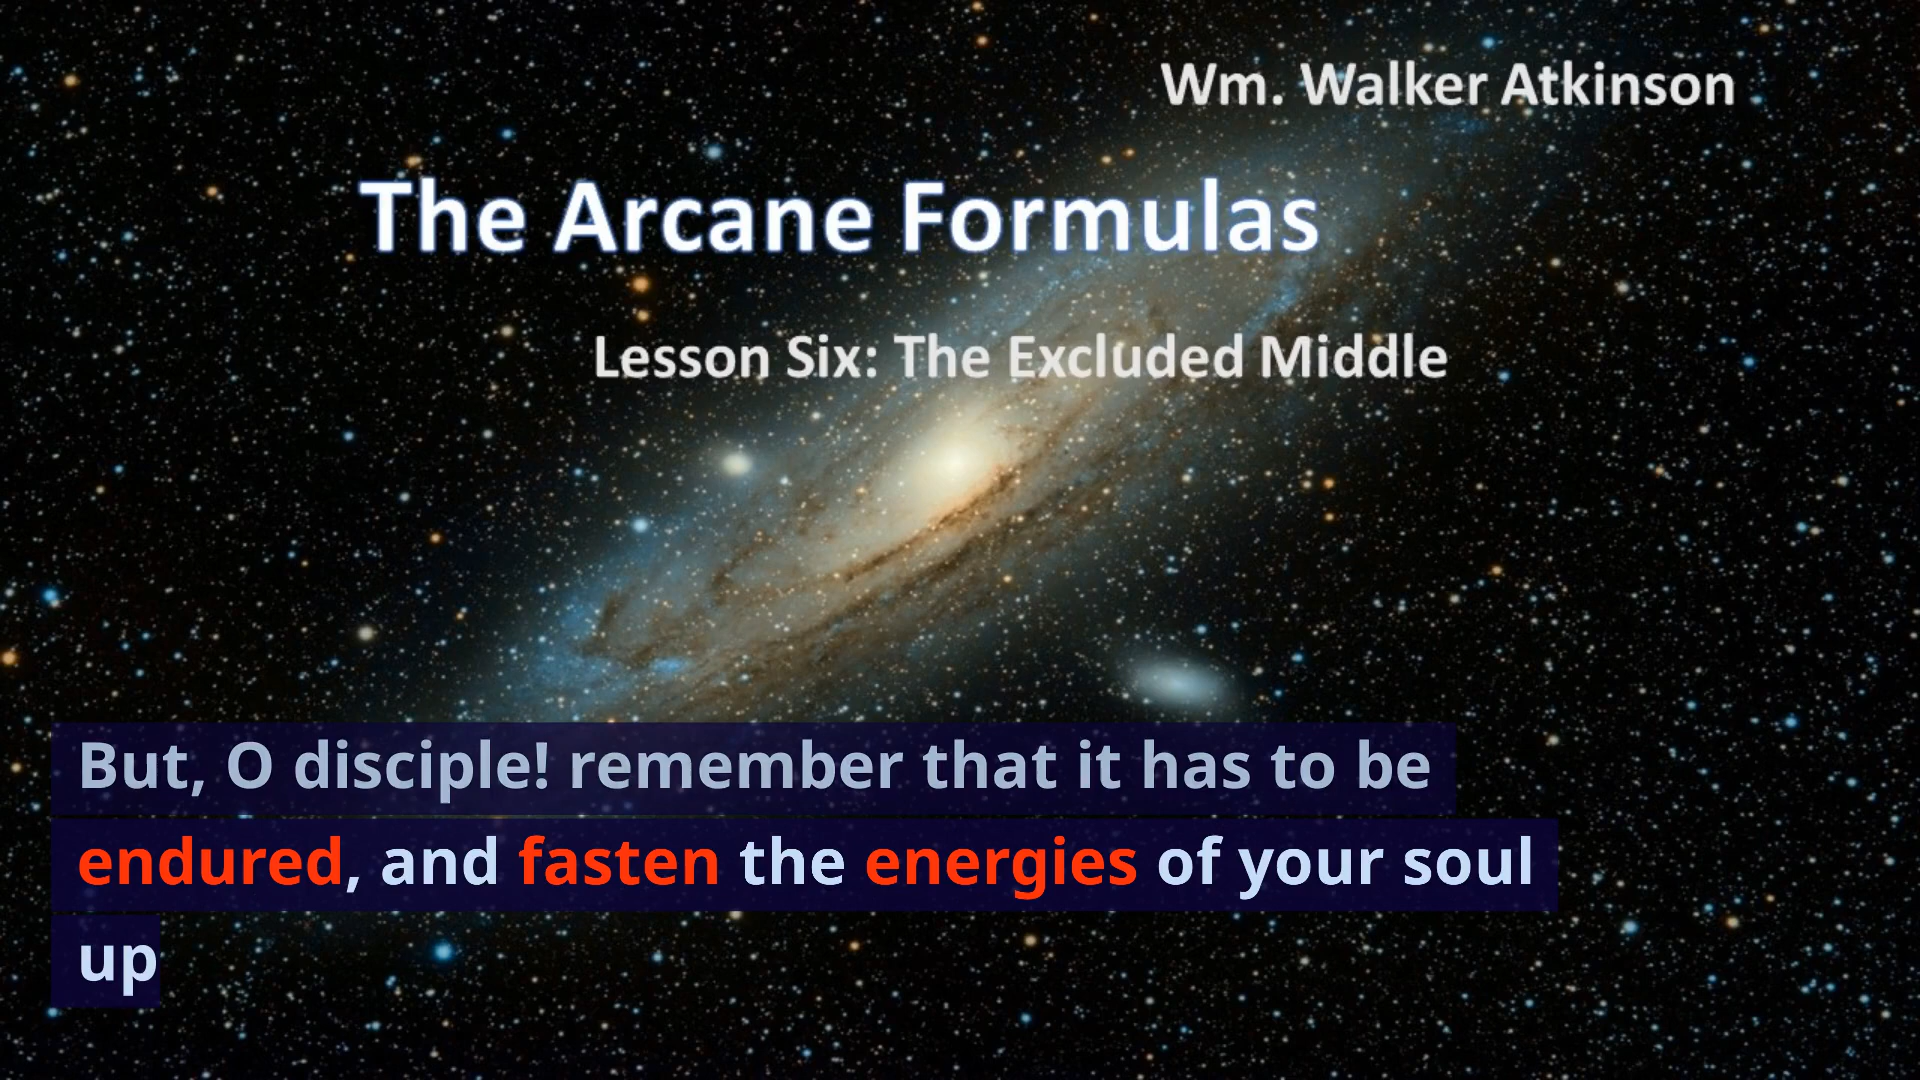 Wm. Walker Atkinson
The Arcane Formulas
Lesson Six: The Excluded Middle
But, O disciple! remember that it has to be
endured, and fasten the energies of your soul
up